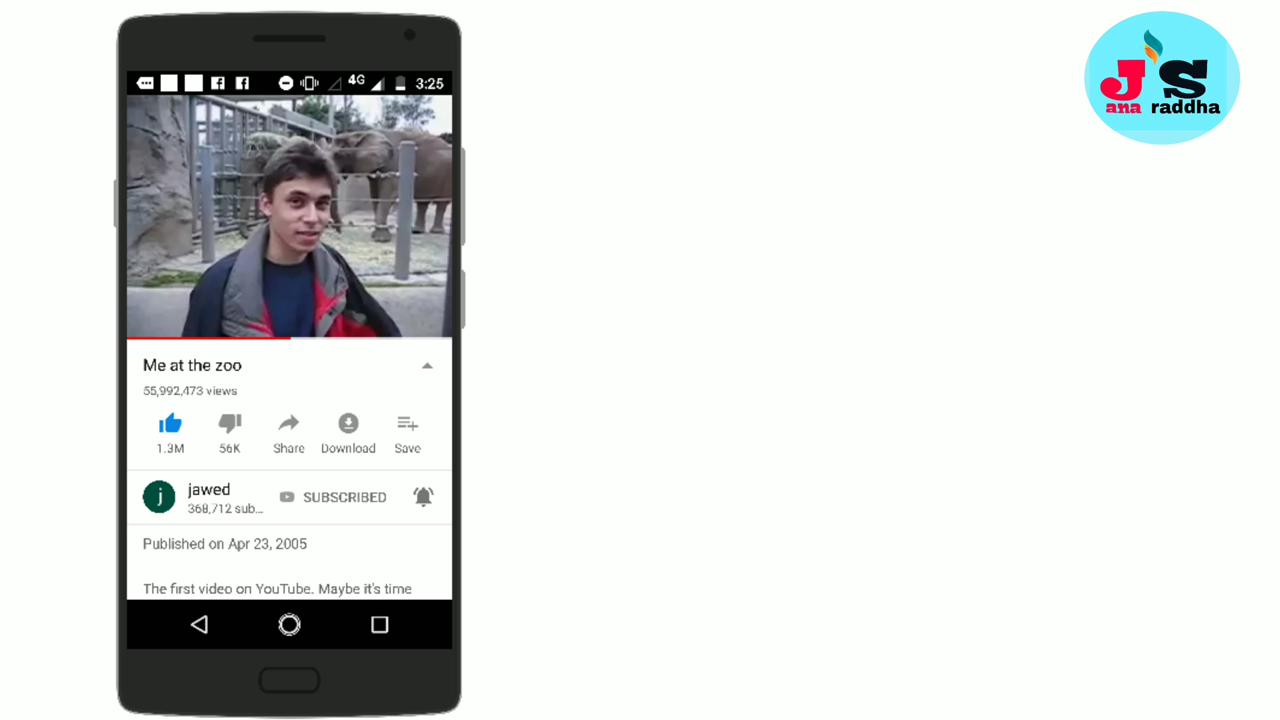 4G 3:25
Me at the zoo
55,992,473 views
1.3M 56K Share Download Save
jawed
368,712 sub...
SUBSCRIBED
Published on Apr 23, 2005
The first video on YouTube. Maybe it's time
J's
ana raddha